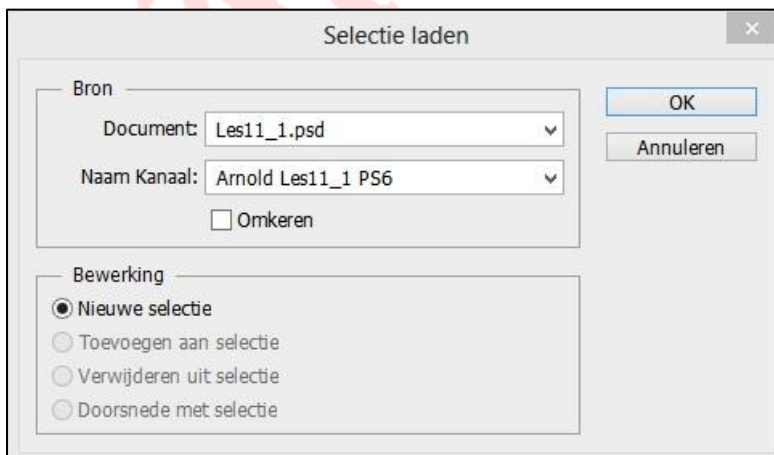 Selectie laden
Bron
Document: Les11_1.psd
Naam Kanaal: Arnold Les11_1 PS6
Omkeren
OK
Annuleren
Bewerking
Nieuwe selectie
Toevoegen aan selectie
Verwijderen uit selectie
Doorsnede met selectie